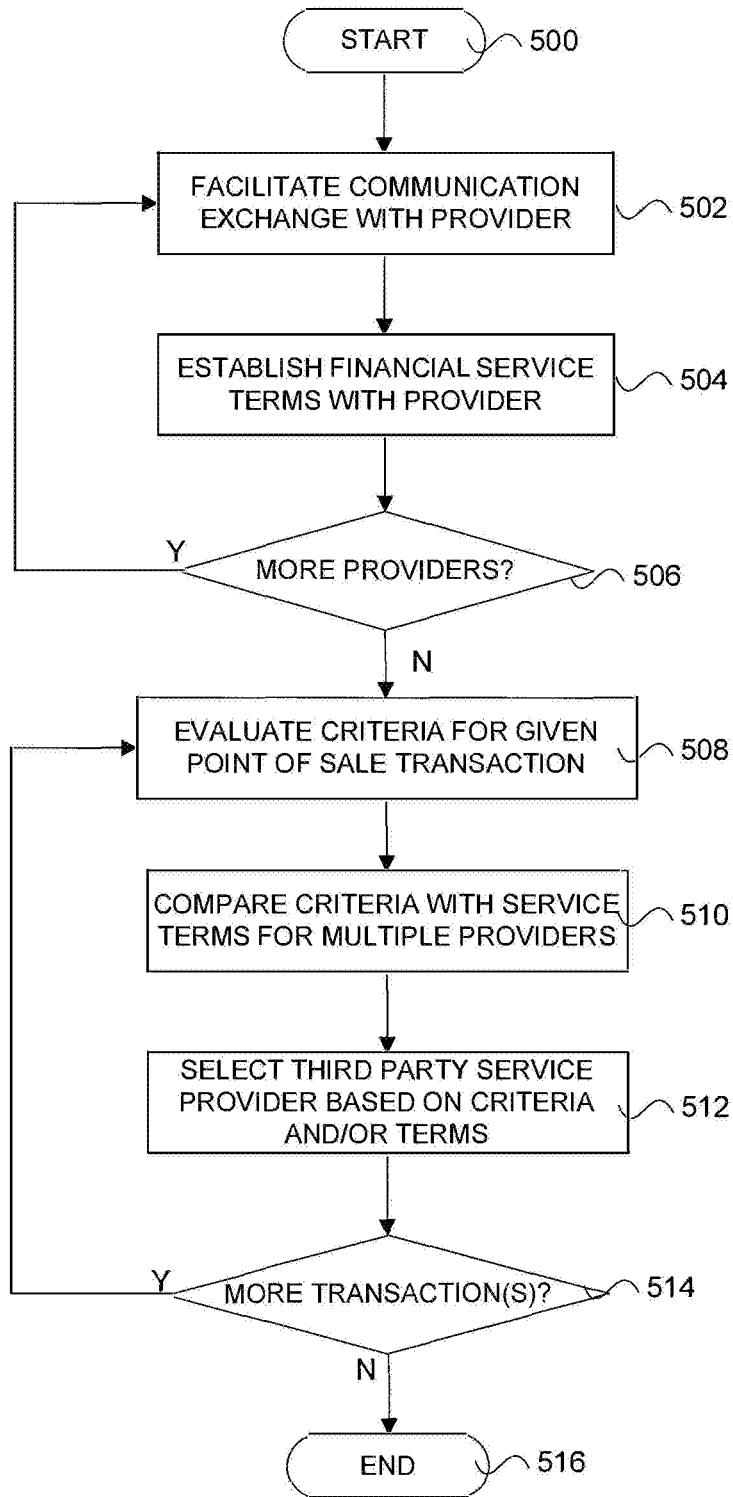 START
500
FACILITATE COMMUNICATION
EXCHANGE WITH PROVIDER
502
ESTABLISH FINANCIAL SERVICE
TERMS WITH PROVIDER
504
Y
MORE PROVIDERS?
506
N
EVALUATE CRITERIA FOR GIVEN
POINT OF SALE TRANSACTION
508
COMPARE CRITERIA WITH SERVICE
TERMS FOR MULTIPLE PROVIDERS
510
SELECT THIRD PARTY SERVICE
PROVIDER BASED ON CRITERIA
AND/OR TERMS
512
Y
MORE TRANSACTION(S)?
514
N
END
516